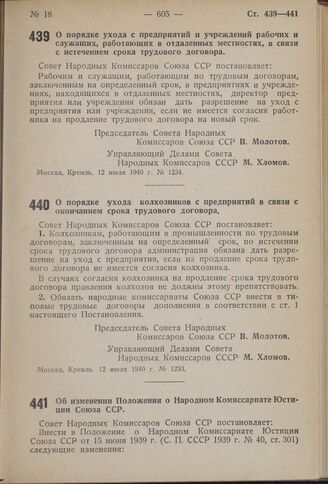 № 18 — 605 — Ст. 439—441
439 О порядке ухода с предприятий и учреждений рабочих и
служащих, работающих в отдаленных местностях, в связи
с истечением срока трудового договора.
Совет Народных Комиссаров Союза ССР постановляет:
Рабочим и служащим, работающим по трудовым договорам,
заключенным на определенный срок, в предприятиях и учрежде-
ниях, находящихся в отдаленных местностях, директор пред-
приятия или учреждения обязан дать разрешение на уход с
предприятия или учреждения, если не имеется согласия работ-
ника на продление трудового договора на новый срок.
Председатель Совета Народных
Комиссаров Союза ССР В. Молотов.
Управляющий Делами Совета
Народных Комиссаров СССР М. Хломов.
Москва, Кремль. 12 июля 1940 г. № 1234.
440 О порядке ухода колхозников с предприятий в связи с
окончанием срока трудового договора.
Совет Народных Комиссаров Союза ССР постановляет:
1. Колхозникам, работающим в промышленности по трудовым
договорам, заключенным на определенный срок, по истечении
срока трудового договора администрация обязана дать разре-
шение на уход с предприятия, если на продление срока трудо-
вого договора не имеется согласия колхозника.
В случаях согласия колхозника на продление срока трудового
договора правления колхозов не должны этому препятствовать.
2. Обязать народные комиссариаты Союза ССР внести в ти-
повые трудовые договоры дополнения в соответствии с ст. 1
настоящего Постановления.
Председатель Совета Народных
Комиссаров Союза ССР В. Молотов.
Управляющий Делами Совета
Народных Комиссаров СССР М. Хломов.
Москва, Кремль. 12 июля 1940 г. № 1233.
441 Об изменении Положения о Народном Комиссариате Юсти-
ции Союза ССР.
Совет Народных Комиссаров Союза ССР постановляет:
Внести в Положение о Народном Комиссариате Юстиции
Союза ССР от 15 июня 1939 г. (С. П. СССР 1939 г. № 40, ст. 301)
следующие изменения: